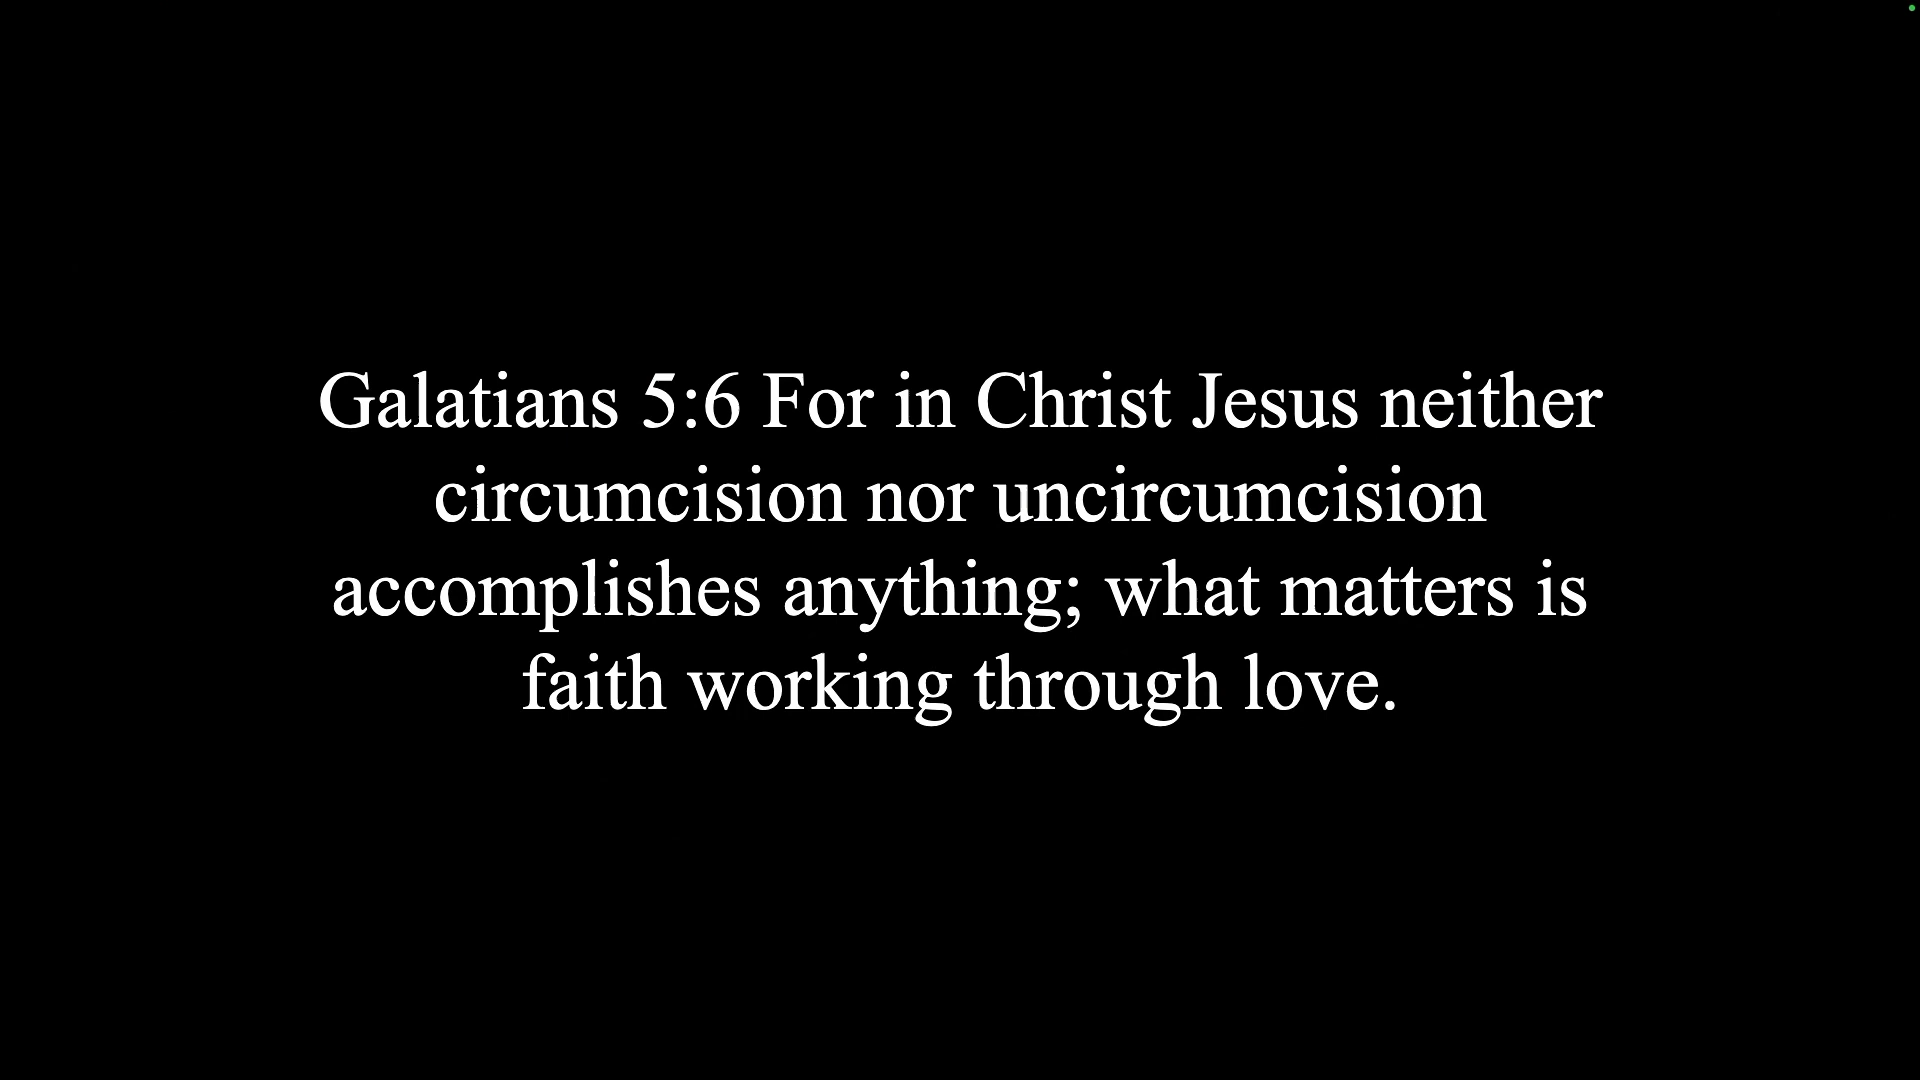 Galatians 5:6 For in Christ Jesus neither
circumcision nor uncircumcision
accomplishes anything; what matters is
faith working through love.